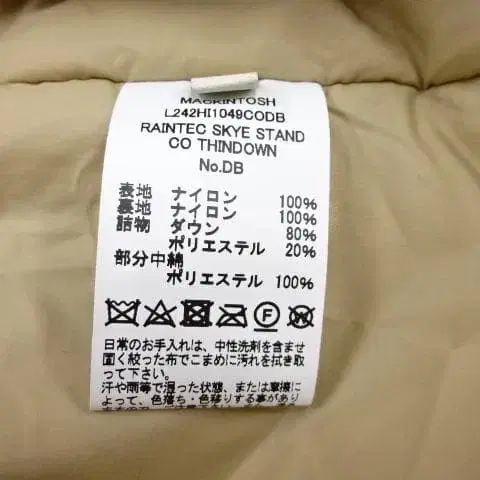 MACKINTOSH
L242HI1049CODB
RAINTEC SKYE STAND
CO THINDOWN
No.DB
表地 ナイロン 100%
裏地 ナイロン 100%
詰物 ダウン 80%
ポリエステル 20%
部分中綿
ポリエステル 100%
F W
日常のお手入れは、中性洗剤を含ませ
固く絞った布でこまめに汚れを拭き取
って下さい。
汗や雨等で湿った状態、または摩擦に
よって、色落ち・色移りする事があり